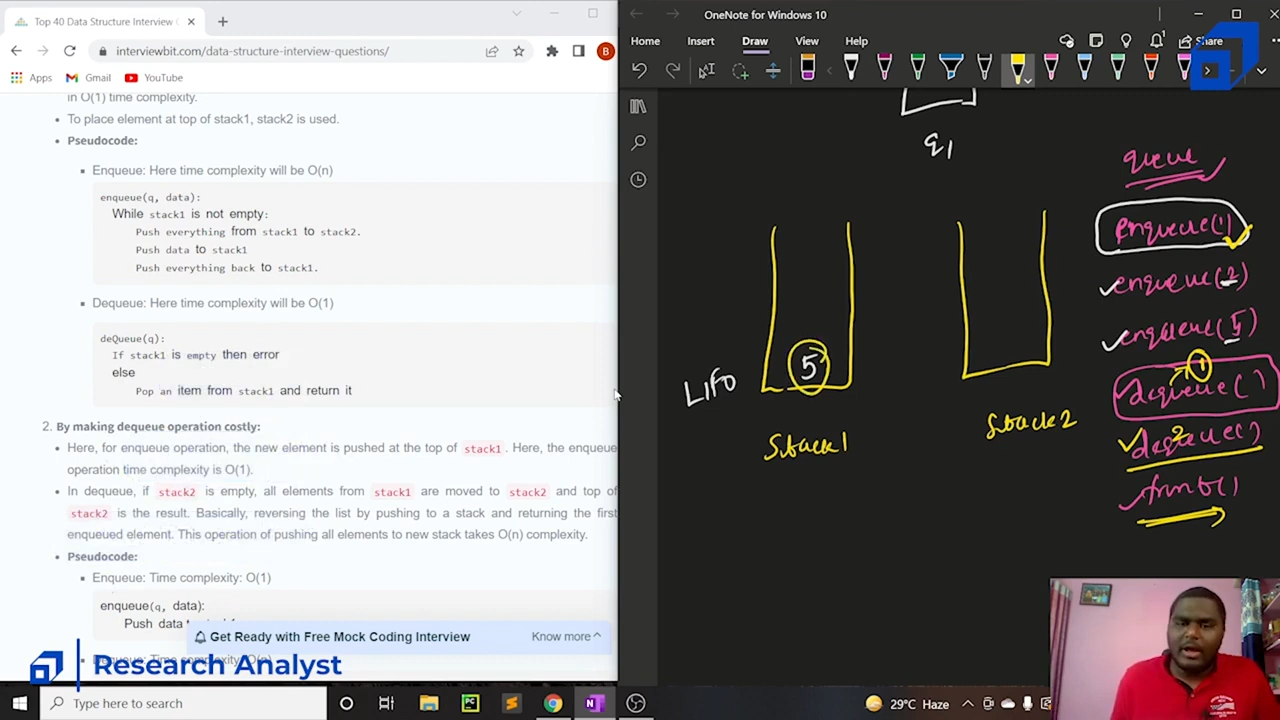 Top 40 Data Structure Interview
interviewbit.com/data-structure-interview-questions/
B
Apps
Gmail
YouTube
in O(1) time complexity.
To place element at top of stack1, stack2 is used.
Pseudocode:
Enqueue: Here time complexity will be O(n)
enqueue(q, data):
While stack1 is not empty:
Push everything from stack1 to stack2.
Push data to stack1
Push everything back to stack1.
Dequeue: Here time complexity will be O(1)
deQueue(q):
If stack1 is empty then error
else
Pop an item from stack1 and return it
2. By making dequeue operation costly:
Here, for enqueue operation, the new element is pushed at the top of stack1. Here, the enqueue
operation time complexity is O(1).
In dequeue, if stack2 is empty, all elements from stack1 are moved to stack2 and top of
stack2 is the result. Basically, reversing the list by pushing to a stack and returning the first
enqueued element. This operation of pushing all elements to new stack takes O(n) complexity.
Pseudocode:
Enqueue: Time complexity: O(1)
enqueue(q, data):
Push data
Get Ready with Free Mock Coding Interview
Know more
Research Analyst
Type here to search
OneNote for Windows 10
Home
Insert
Draw
View
Help
Share
q1
queue
enqueue(1)
enqueue(2)
enqueue(5)
1
dequeue()
2
dequeue()
front()
LIFO
5
Stack1
Stack2
29°C Haze